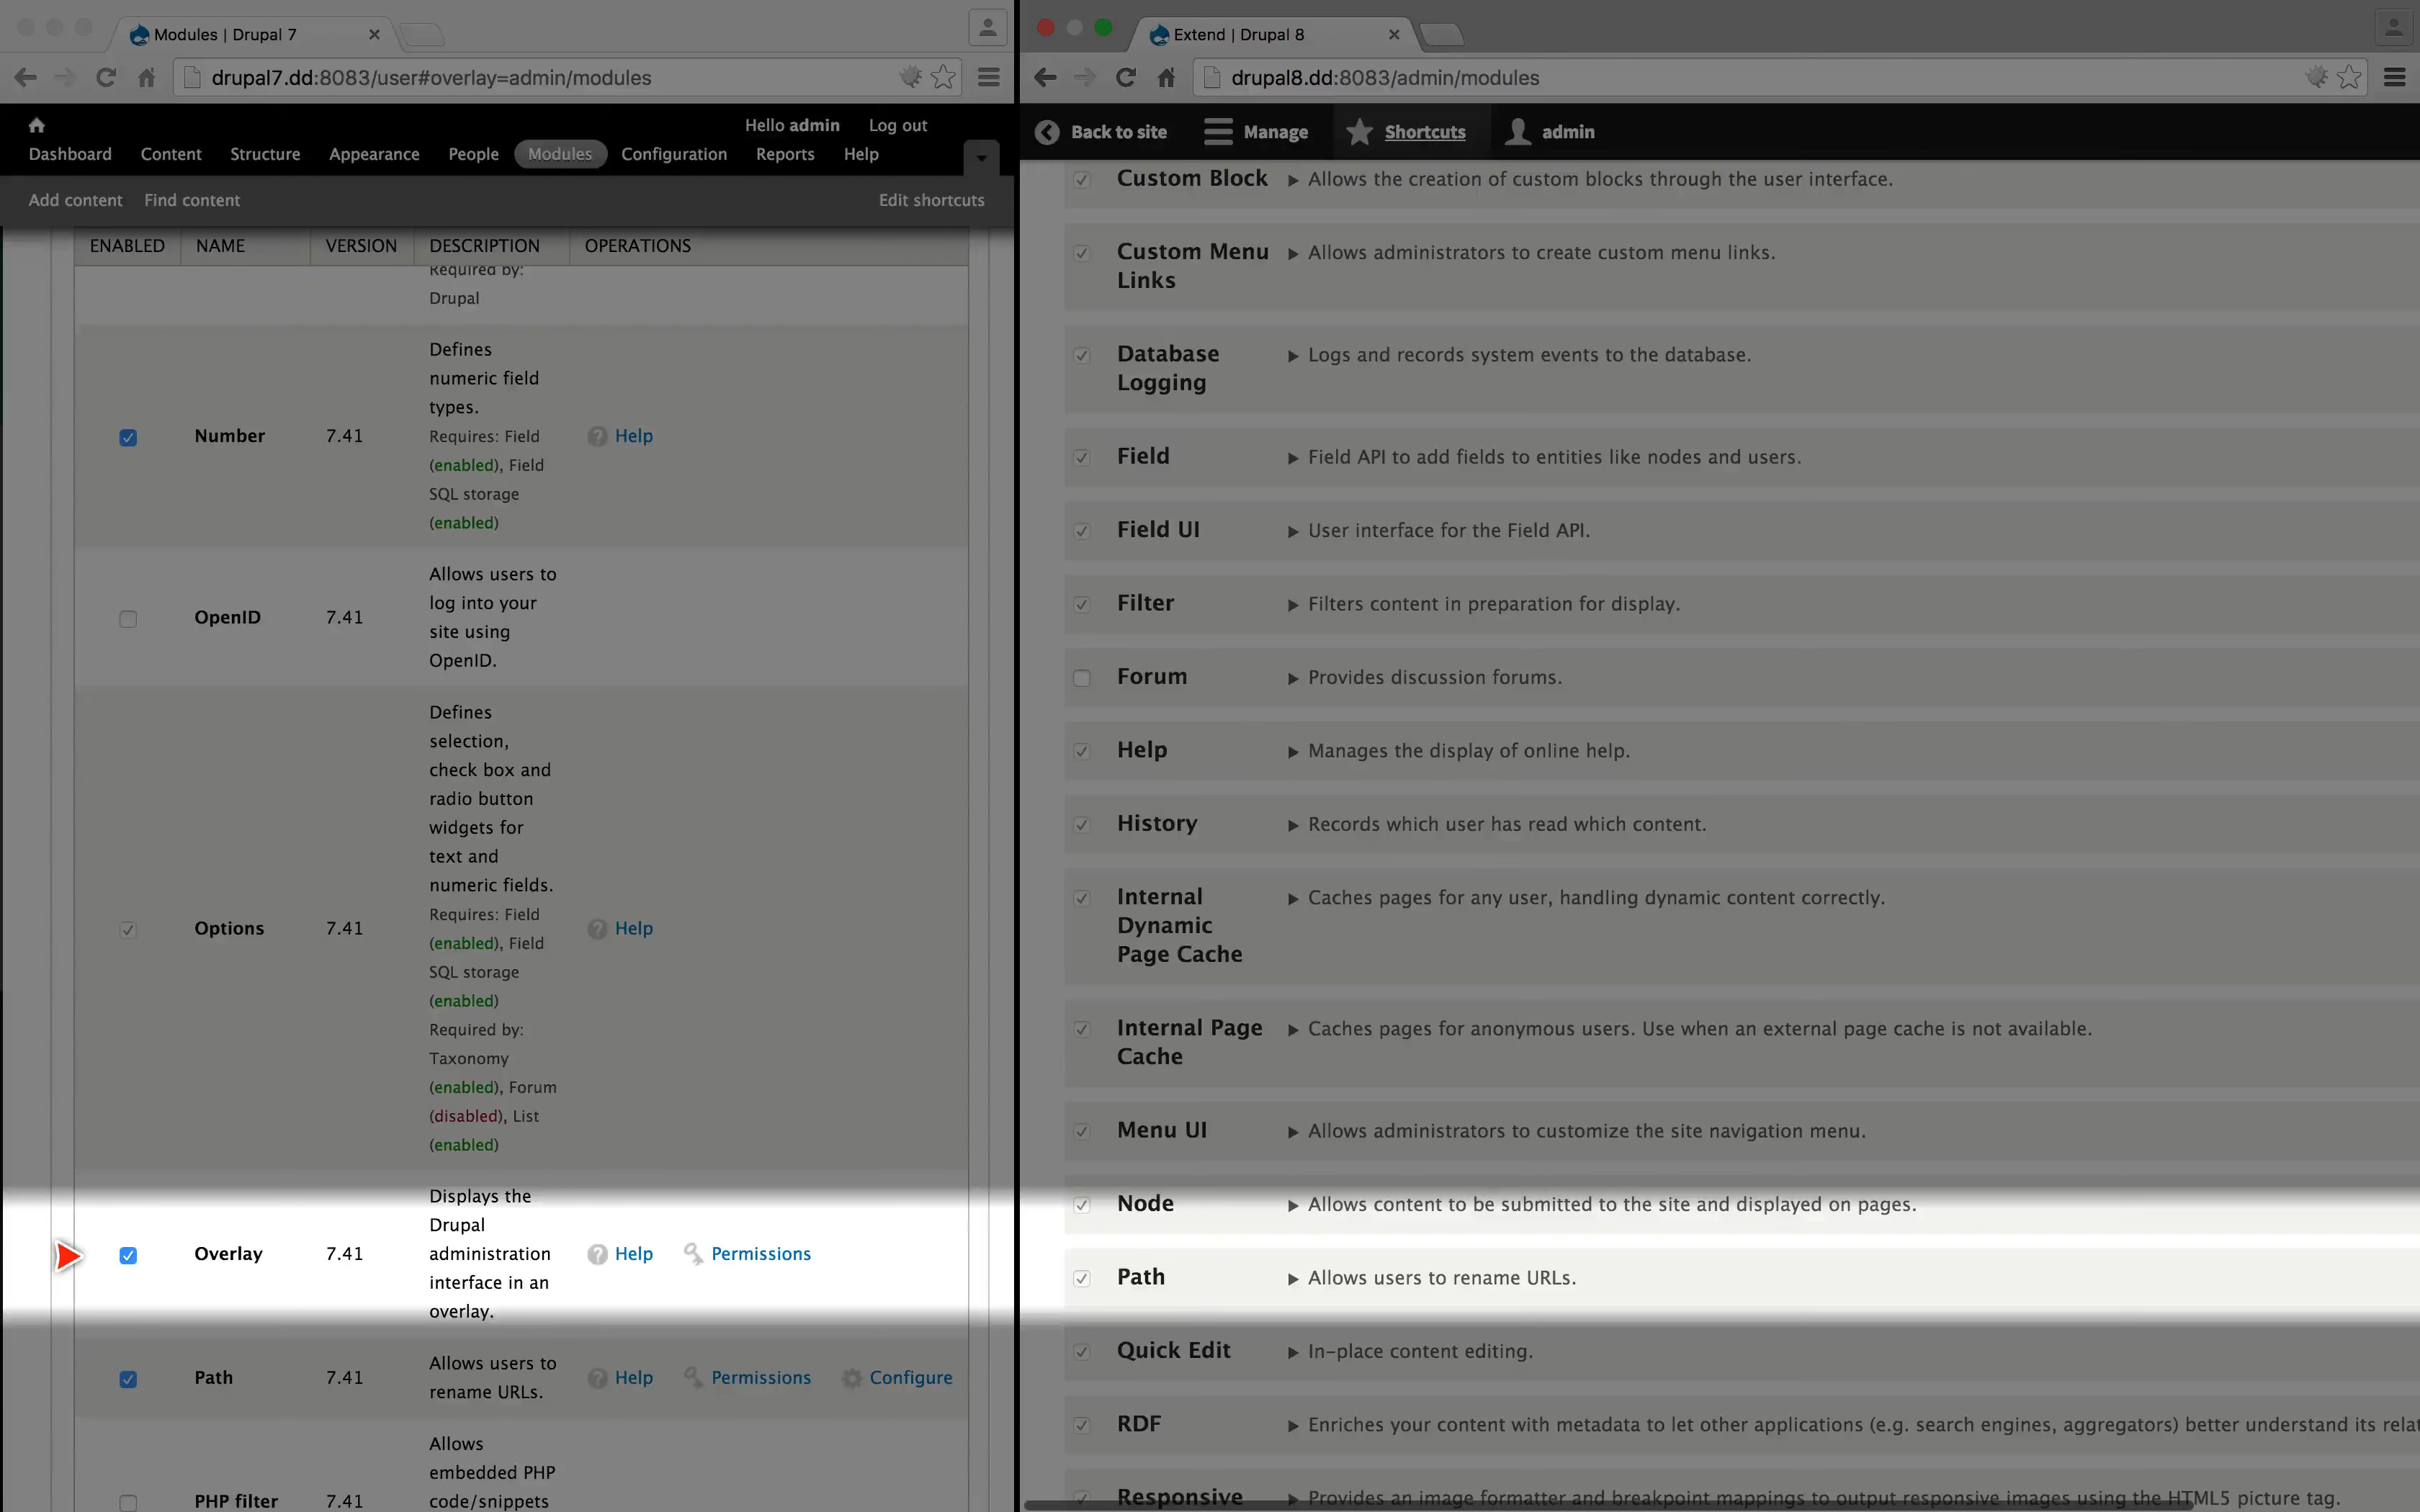 Modules | Drupal 7
drupal7.dd:8083/user#overlay=admin/modules
Hello admin Log out
Dashboard Content Structure Appearance People Modules Configuration Reports Help
Add content Find content Edit shortcuts
ENABLED NAME VERSION DESCRIPTION OPERATIONS
Required by:
Drupal
Defines
numeric field
types.
Number 7.41 Requires: Field Help
(enabled), Field
SQL storage
(enabled)
Allows users to
log into your
OpenID 7.41
site using
OpenID.
Defines
selection,
check box and
radio button
widgets for
text and
numeric fields.
Requires: Field
Options 7.41 Help
(enabled), Field
SQL storage
(enabled)
Required by:
Taxonomy
(enabled), Forum
(disabled), List
(enabled)
Displays the
Drupal
Overlay 7.41 administration Help Permissions
interface in an
overlay.
Allows users to
Path 7.41 Help Permissions Configure
rename URLs.
Allows
embedded PHP
PHP filter 7.41 code/snippets
Extend | Drupal 8
drupal8.dd:8083/admin/modules
Back to site Manage Shortcuts admin
Custom Block Allows the creation of custom blocks through the user interface.
Custom Menu Allows administrators to create custom menu links.
Links
Database Logs and records system events to the database.
Logging
Field Field API to add fields to entities like nodes and users.
Field UI User interface for the Field API.
Filter Filters content in preparation for display.
Forum Provides discussion forums.
Help Manages the display of online help.
History Records which user has read which content.
Internal Caches pages for any user, handling dynamic content correctly.
Dynamic
Page Cache
Internal Page Caches pages for anonymous users. Use when an external page cache is not available.
Cache
Menu UI Allows administrators to customize the site navigation menu.
Node Allows content to be submitted to the site and displayed on pages.
Path Allows users to rename URLs.
Quick Edit In-place content editing.
RDF Enriches your content with metadata to let other applications (e.g. search engines, aggregators) better understand its rela
Responsive Provides an image formatter and breakpoint mappings to output responsive images using the HTML5 picture tag.